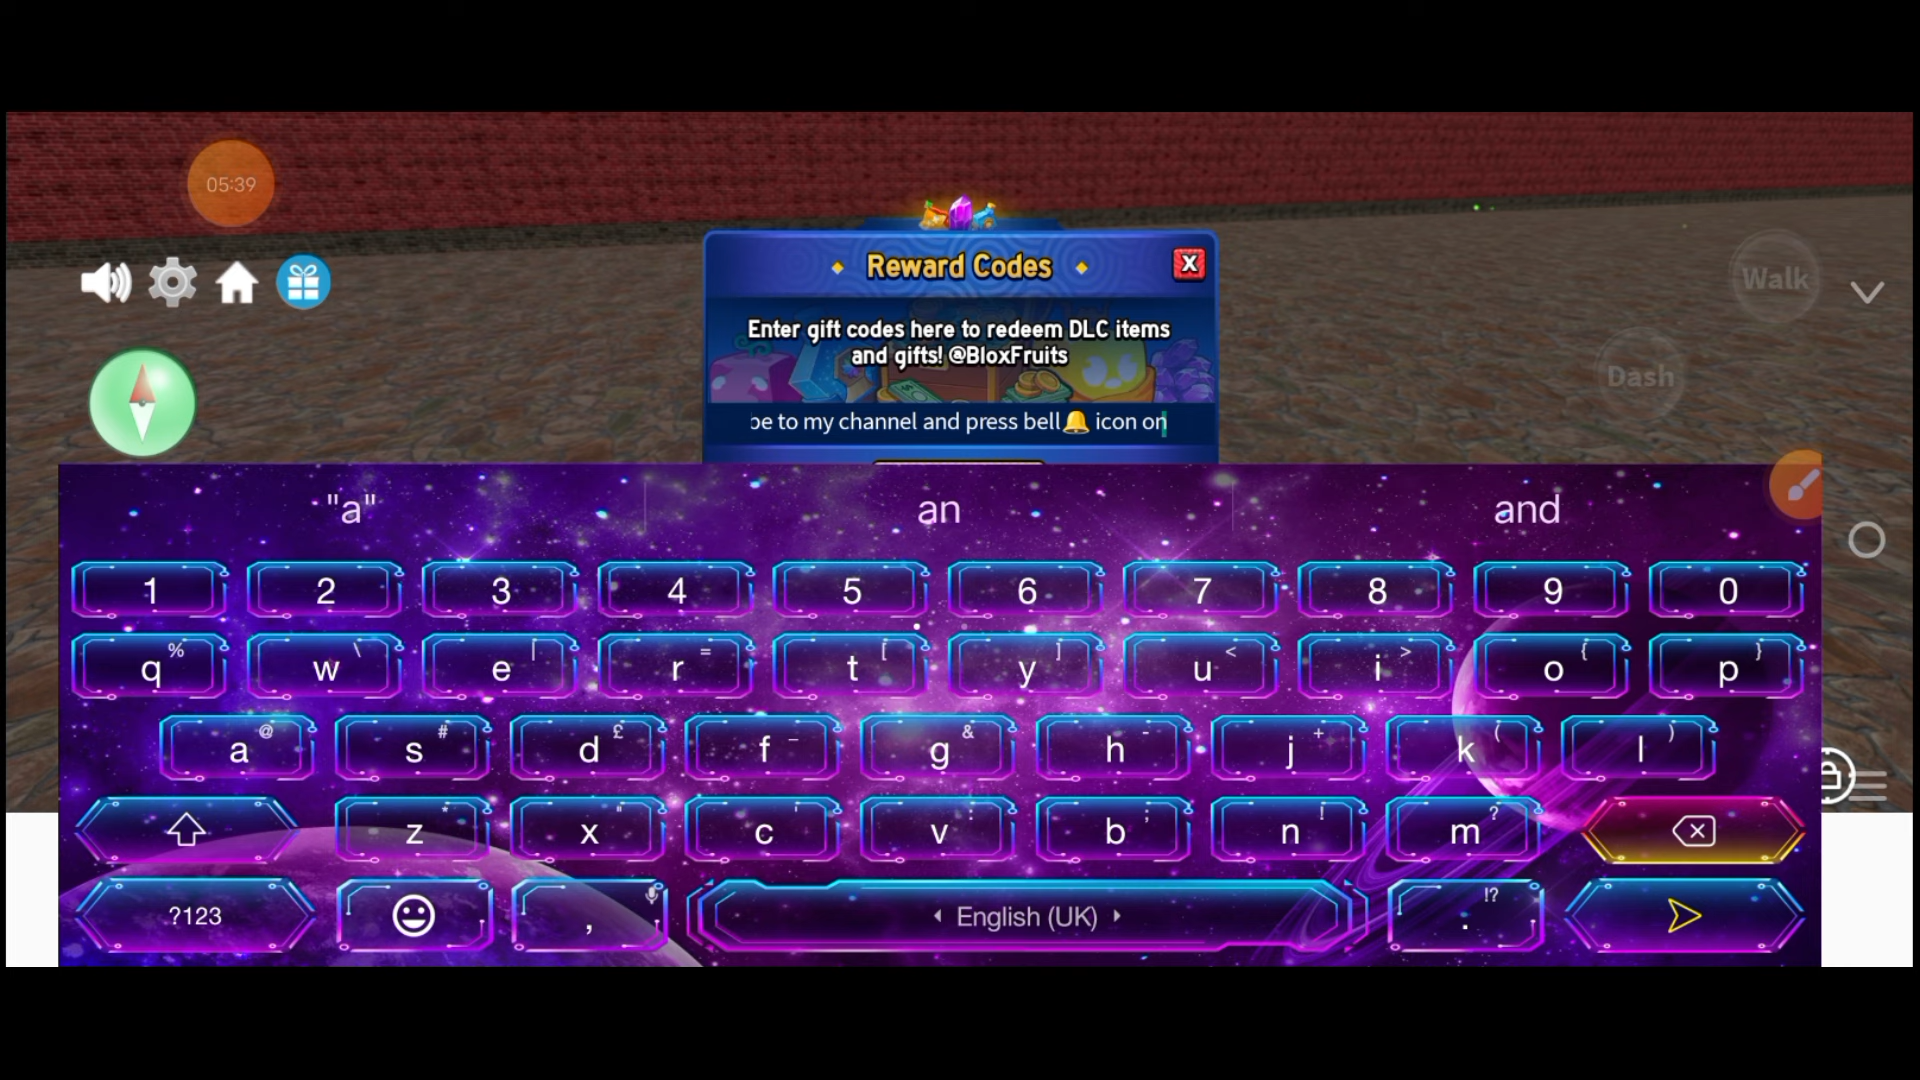 05:39
Reward Codes
X
Enter gift codes here to redeem DLC items
and gifts! @BloxFruits
be to my channel and press bell🔔 icon on
Walk
Dash
"a" an and
1 2 3 4 5 6 7 8 9 0
q % w \ e | r = t [ y ] u < i > o { p }
a @ s # d £ f _ g & h - j + k ( l )
z * x " c ' v : b ; n ! m ?
?123 , English (UK) . !?